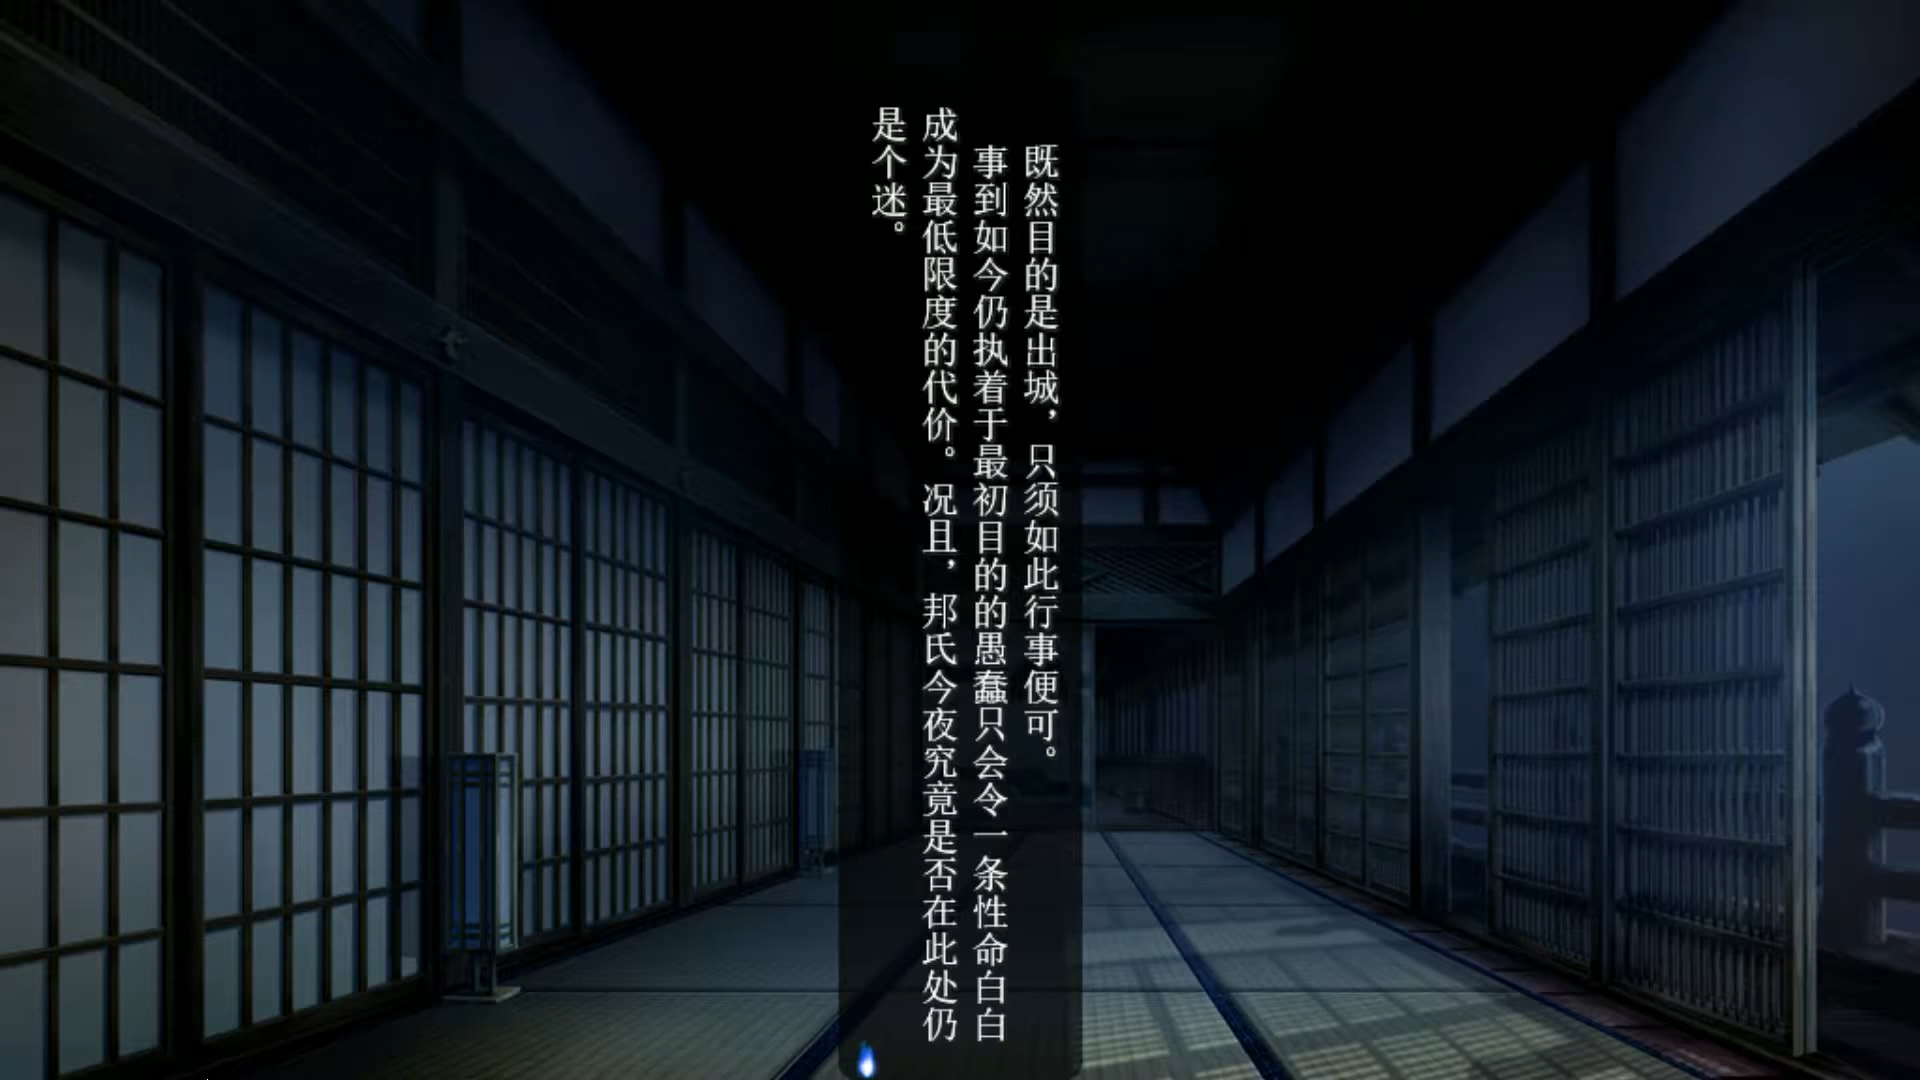 既然目的是出城，只须如此行事便可。
事到如今仍执着于最初目的的愚蠢只会令一条性命白白
成为最低限度的代价。况且，邦氏今夜究竟是否在此处仍
是个迷。